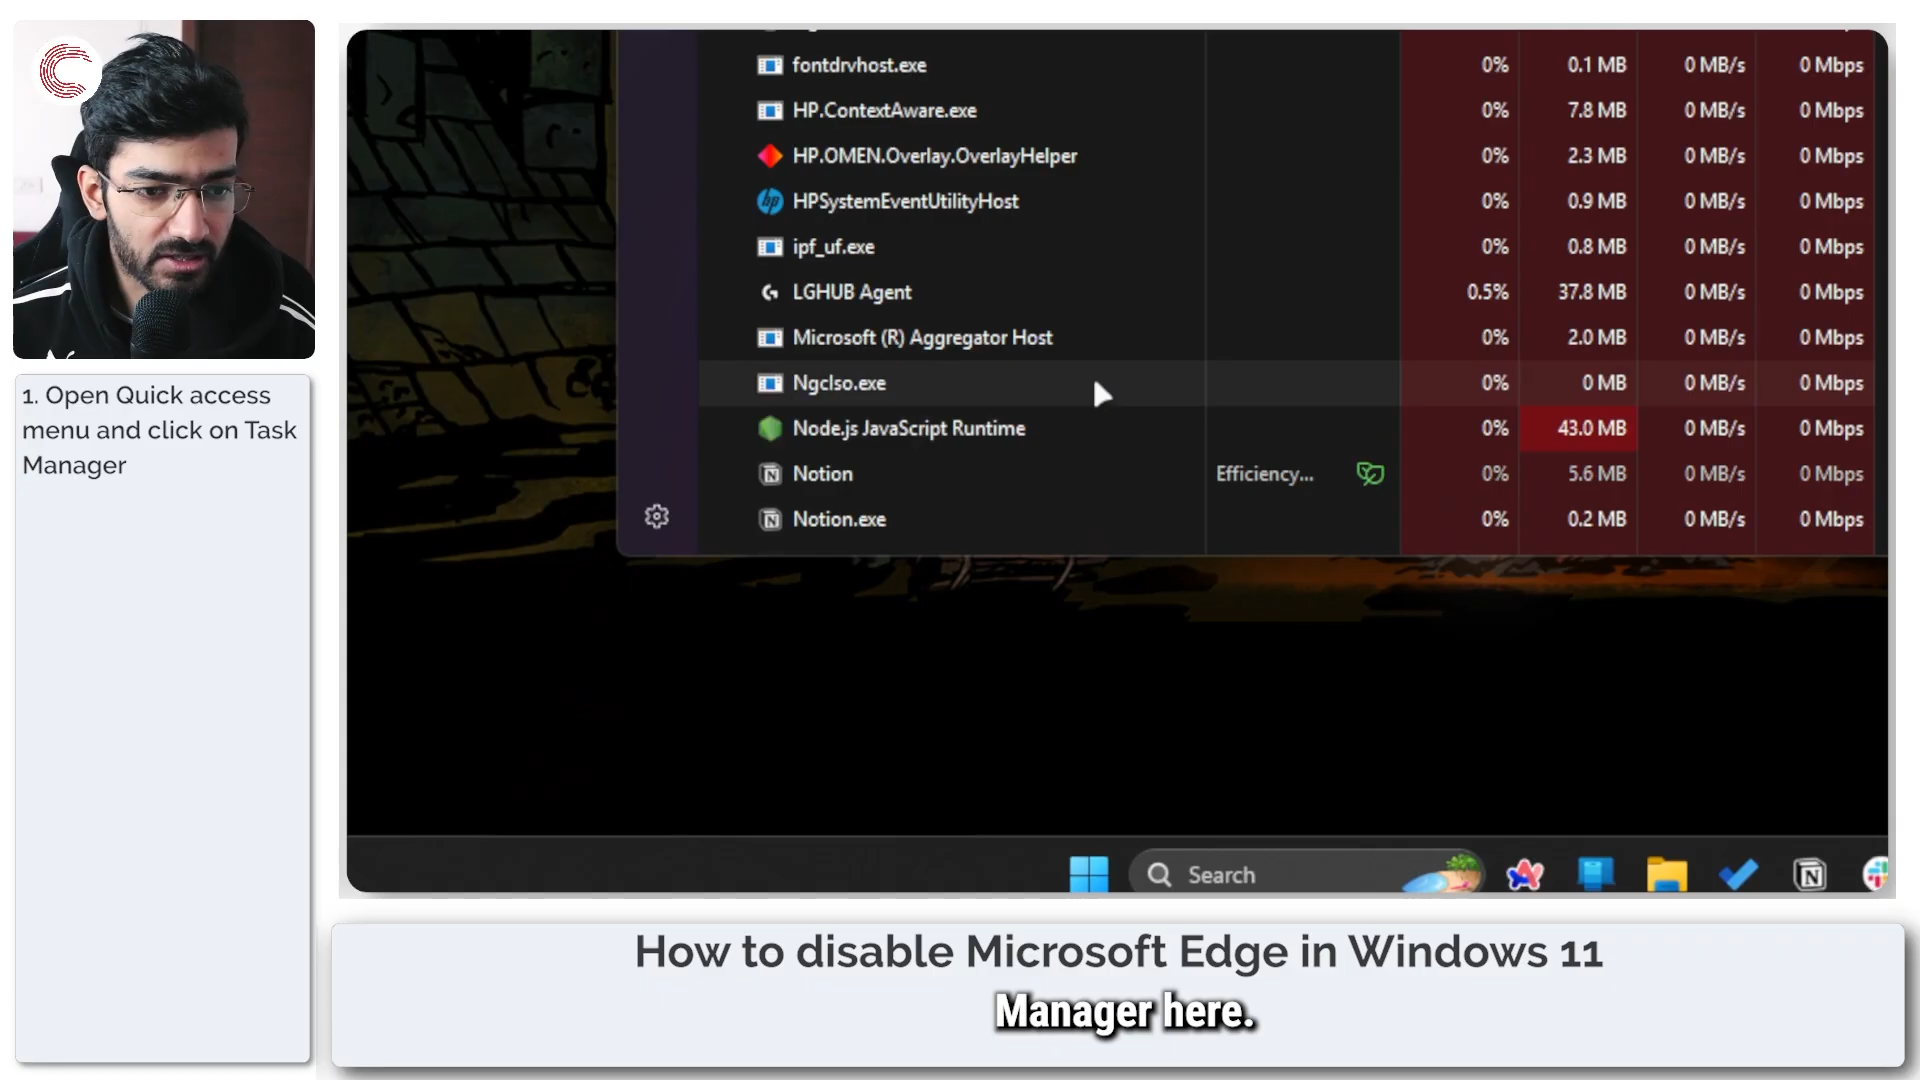 1. Open Quick access
menu and click on Task
Manager
fontdrvhost.exe 0% 0.1 MB 0 MB/s 0 Mbps
HP.ContextAware.exe 0% 7.8 MB 0 MB/s 0 Mbps
HP.OMEN.Overlay.OverlayHelper 0% 2.3 MB 0 MB/s 0 Mbps
HPSystemEventUtilityHost 0% 0.9 MB 0 MB/s 0 Mbps
ipf_uf.exe 0% 0.8 MB 0 MB/s 0 Mbps
LGHUB Agent 0.5% 37.8 MB 0 MB/s 0 Mbps
Microsoft (R) Aggregator Host 0% 2.0 MB 0 MB/s 0 Mbps
NgcIso.exe 0% 0 MB 0 MB/s 0 Mbps
Node.js JavaScript Runtime 0% 43.0 MB 0 MB/s 0 Mbps
Notion Efficiency... 0% 5.6 MB 0 MB/s 0 Mbps
Notion.exe 0% 0.2 MB 0 MB/s 0 Mbps
Search
How to disable Microsoft Edge in Windows 11
Manager here.